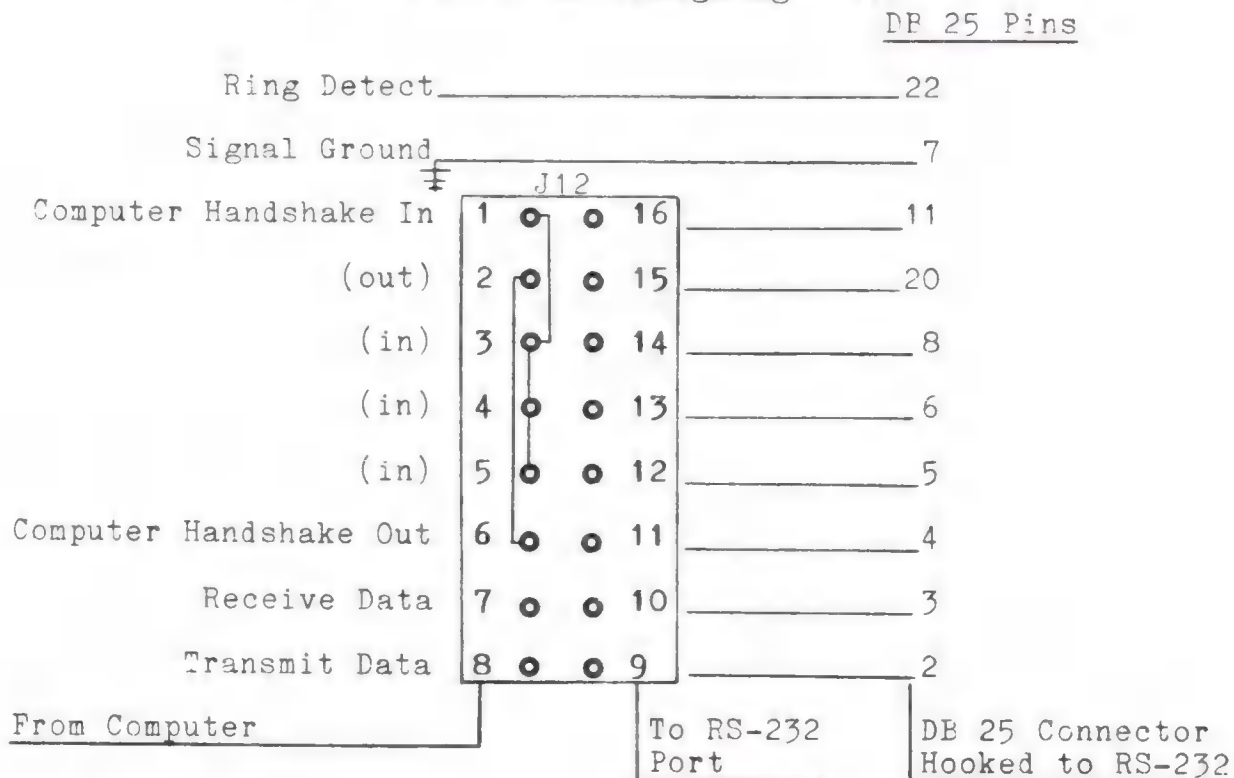 DB 25 Pins
Ring Detect 22
Signal Ground 7
J12
Computer Handshake In 1 16 11
(out) 2 15 20
(in) 3 14 8
(in) 4 13 6
(in) 5 12 5
Computer Handshake Out 6 11 4
Receive Data 7 10 3
Transmit Data 8 9 2
From Computer
To RS-232
Port
DB 25 Connector
Hooked to RS-232